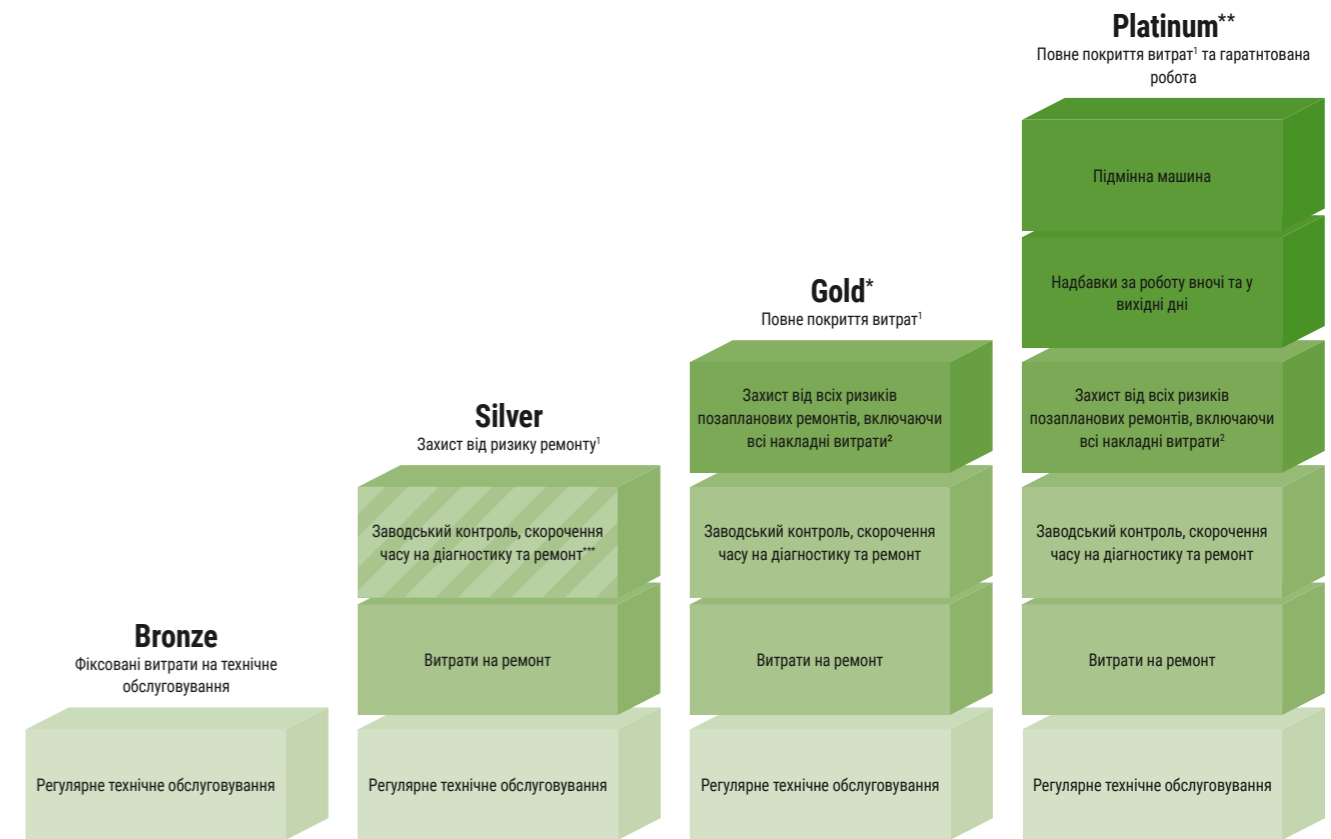 Platinum**
Повне покриття витрат¹ та гаратнтована
робота
Підмінна машина
Надбавки за роботу вночі та у
вихідні дні
Захист від всіх ризиків
позапланових ремонтів, включаючи
всі накладні витрати²
Заводський контроль, скорочення
часу на діагностику та ремонт
Витрати на ремонт
Регулярне технічне обслуговування
Gold*
Повне покриття витрат¹
Захист від всіх ризиків
позапланових ремонтів, включаючи
всі накладні витрати²
Заводський контроль, скорочення
часу на діагностику та ремонт
Витрати на ремонт
Регулярне технічне обслуговування
Silver
Захист від ризику ремонту¹
Заводський контроль, скорочення
часу на діагностику та ремонт***
Витрати на ремонт
Регулярне технічне обслуговування
Bronze
Фіксовані витрати на технічне
обслуговування
Регулярне технічне обслуговування